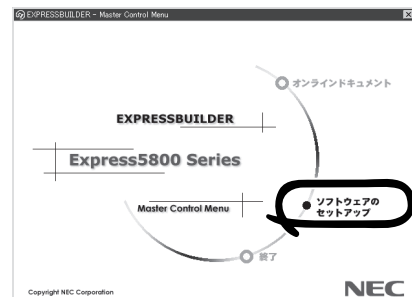 EXPRESSBUILDER - Master Control Menu
オンラインドキュメント
EXPRESSBUILDER
Express5800 Series
Master Control Menu
ソフトウェアの
セットアップ
終了
Copyright NEC Corporation
NEC